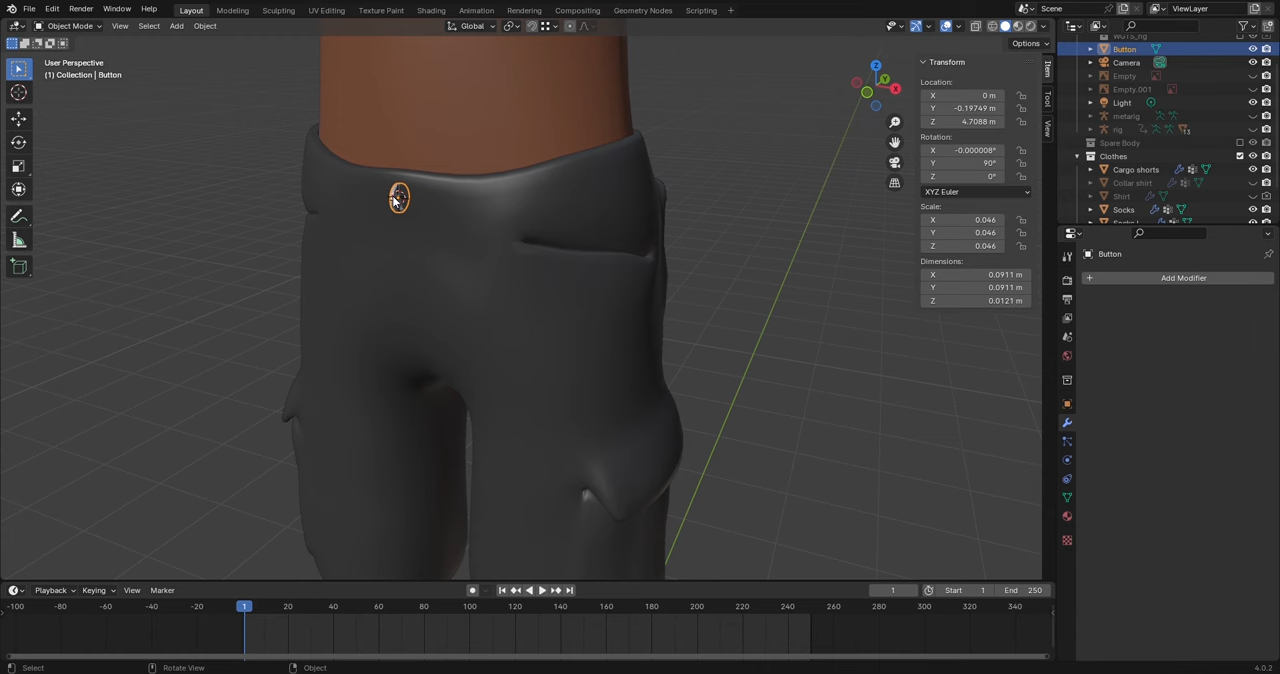 File Edit Render Window Help Layout Modeling Sculpting UV Editing Texture Paint Shading Animation Rendering Compositing Geometry Nodes Scripting + Scene ViewLayer
Object Mode View Select Add Object Global
Options
User Perspective
(1) Collection | Button
Z
Y
X
Item
Tool
View
Transform
Location:
X 0 m
Y -0.19749 m
Z 4.7088 m
Rotation:
X -0.000008°
Y 90°
Z 0°
XYZ Euler
Scale:
X 0.046
Y 0.046
Z 0.046
Dimensions:
X 0.0911 m
Y 0.0911 m
Z 0.0121 m
WGTS_rig
Button
Camera
Empty
Empty.001
Light
metarig
rig 13
Spare Body
Clothes
Cargo shorts
Collar shirt
Shirt
Socks
Button
+ Add Modifier
Playback Keying View Marker 1 Start 1 End 250
-100 -80 -60 -40 -20 1 20 40 60 80 100 120 140 160 180 200 220 240 260 280 300 320 340
Select Rotate View Object 4.0.2